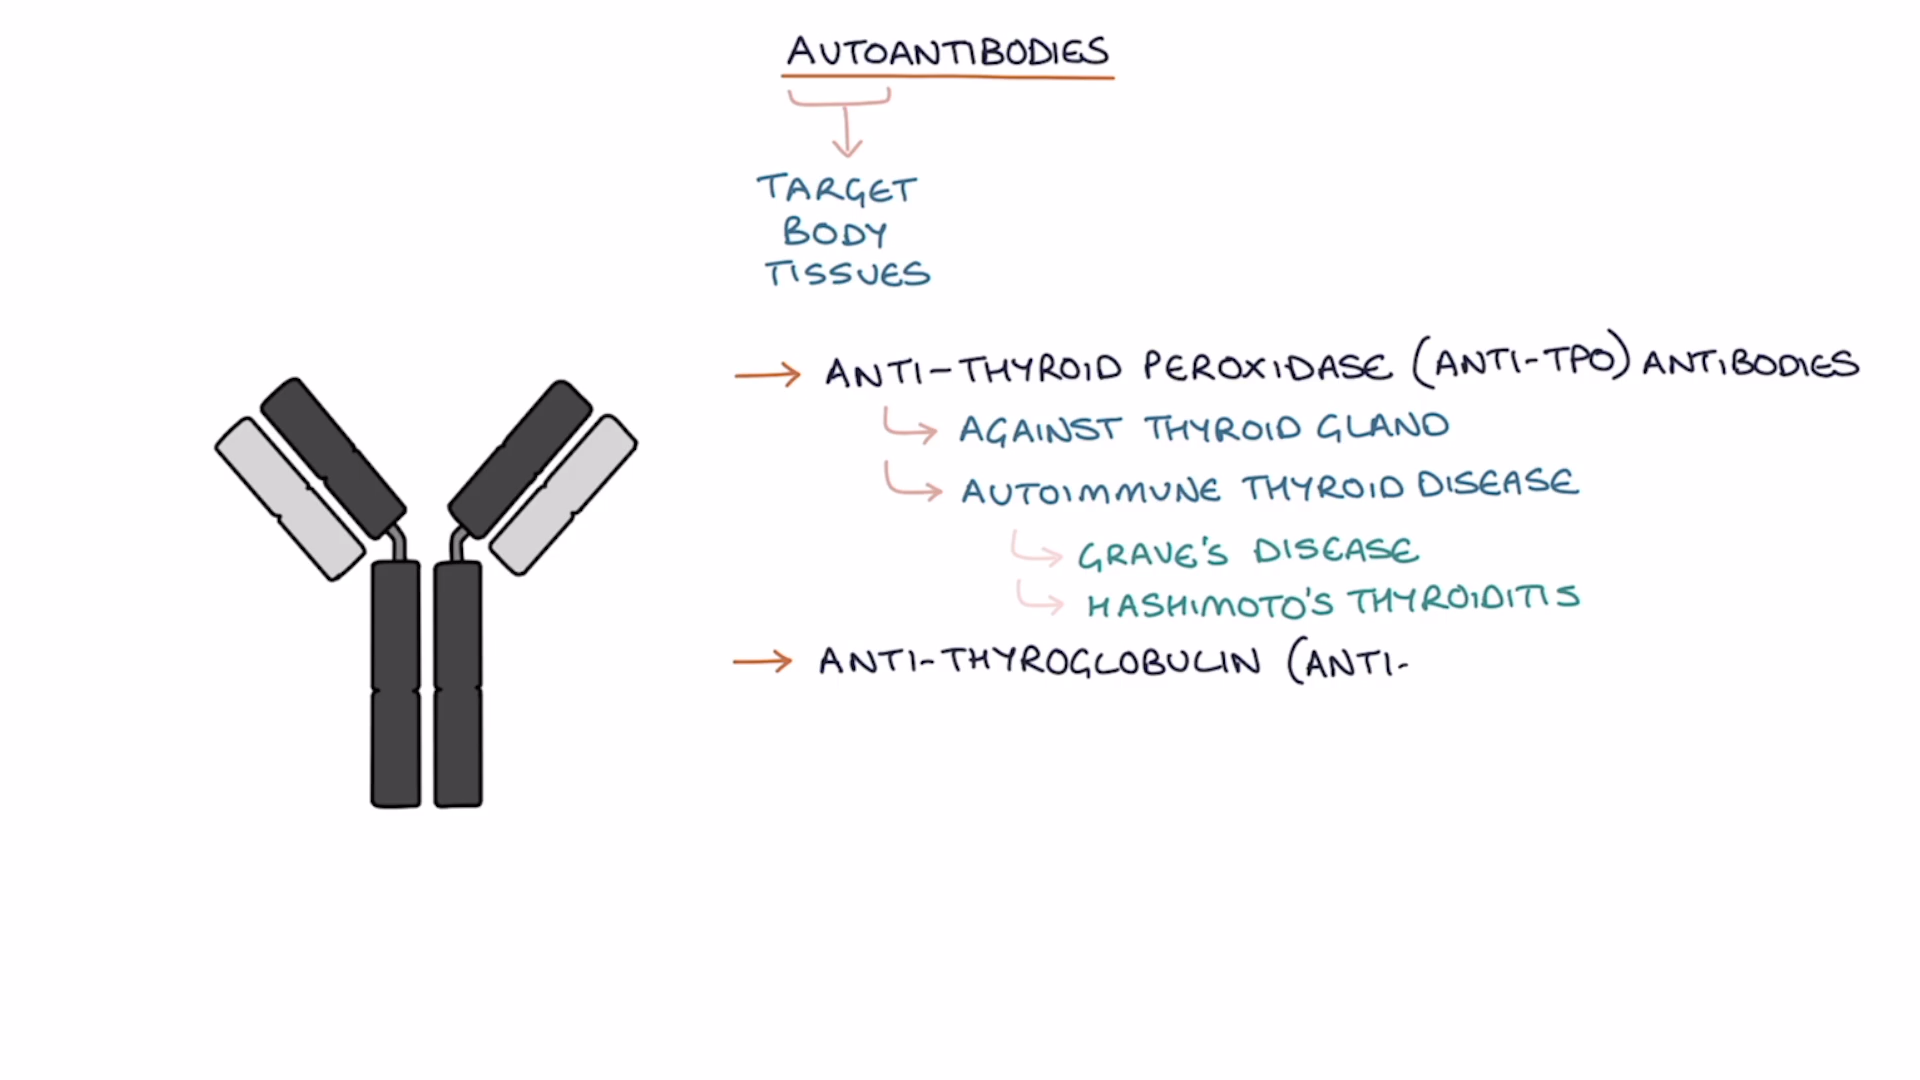 AUTOANTIBODIES
TARGET
BODY
TISSUES
ANTI-THYROID PEROXIDASE (ANTI-TPO) ANTIBODIES
AGAINST THYROID GLAND
AUTOIMMUNE THYROID DISEASE
GRAVE'S DISEASE
HASHIMOTO'S THYROIDITIS
ANTI-THYROGLOBULIN (ANTI-